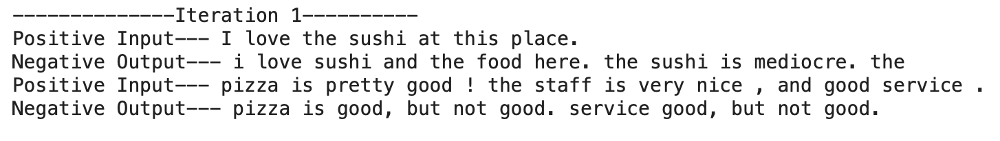 --------------Iteration 1----------
Positive Input--- I love the sushi at this place.
Negative Output--- i love sushi and the food here. the sushi is mediocre. the
Positive Input--- pizza is pretty good ! the staff is very nice , and good service .
Negative Output--- pizza is good, but not good. service good, but not good.